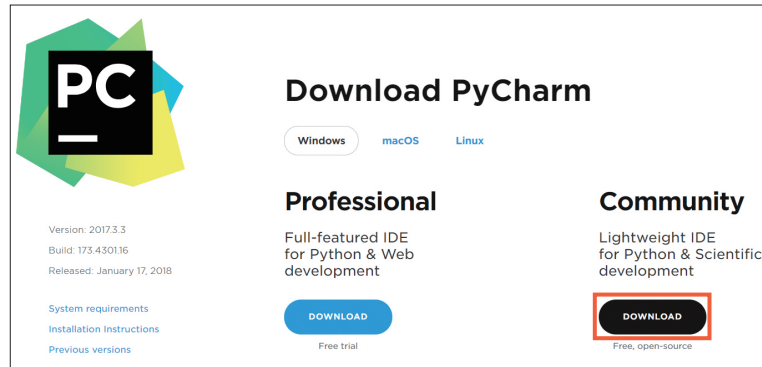 PC
Download PyCharm
Windows macOS Linux
Professional
Full-featured IDE
for Python & Web
development
DOWNLOAD
Free trial
Community
Lightweight IDE
for Python & Scientific
development
DOWNLOAD
Free, open-source
Version: 2017.3.3
Build: 173.4301.16
Released: January 17, 2018
System requirements
Installation Instructions
Previous versions